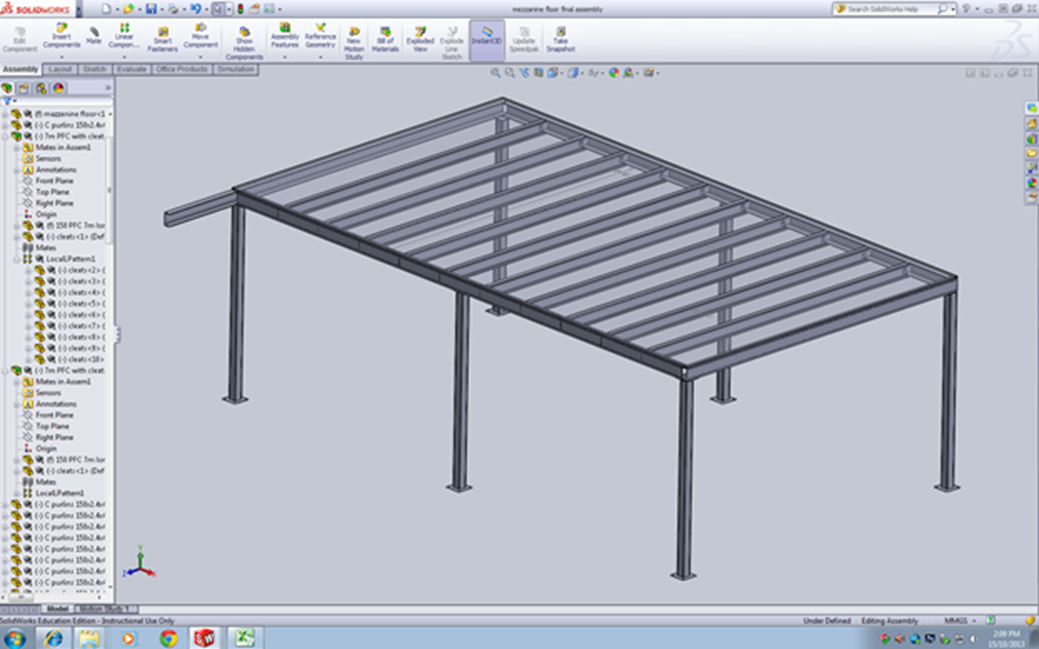 SOLIDWORKS
mezzanine floor final assembly
Search SolidWorks Help
Edit Component
Insert Components
Mate
Linear Compon...
Smart Fasteners
Move Component
Show Hidden Components
Assembly Features
Reference Geometry
New Motion Study
Bill of Materials
Exploded View
Explode Line Sketch
Instant3D
Update Speedpak
Take Snapshot
Assembly Layout Sketch Evaluate Office Products Simulation
(f) mezzenine floor<1
(-) C purlins 150x2.4x
(-) 7m PFC with cleat
Mates in Assem1
Sensors
Annotations
Front Plane
Top Plane
Right Plane
Origin
(f) 150 PFC 7m lor
(-) cleats<1> (Def
Mates
LocalLPattern1
(-) cleats<2> (
(-) cleats<3> (
(-) cleats<4> (
(-) cleats<5> (
(-) cleats<6> (
(-) cleats<7> (
(-) cleats<8> (
(-) cleats<9> (
(-) cleats<10>
(-) 7m PFC with cleat
Mates in Assem1
Sensors
Annotations
Front Plane
Top Plane
Right Plane
Origin
(f) 150 PFC 7m lor
(-) cleats<1> (Def
Mates
LocalLPattern1
(-) C purlins 150x2.4x
(-) C purlins 150x2.4x
(-) C purlins 150x2.4x
(-) C purlins 150x2.4x
(-) C purlins 150x2.4x
(-) C purlins 150x2.4x
(-) C purlins 150x2.4x
(-) C purlins 150x2.4x
Model Motion Study 1
SolidWorks Education Edition - Instructional Use Only
Under Defined Editing Assembly MMGS
2:09 PM
15/10/2013